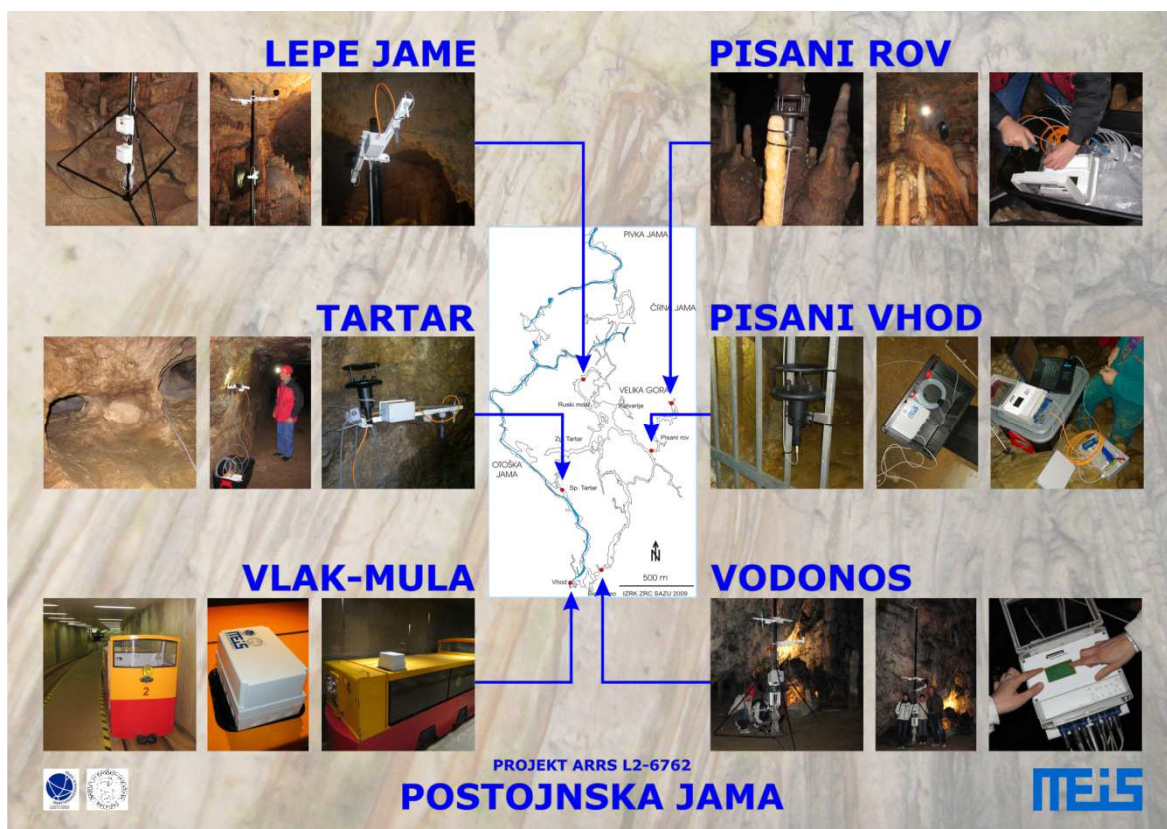 LEPE JAME
PISANI ROV
PIVKA JAMA
ČRNA JAMA
TARTAR
PISANI VHOD
VELIKA GORA
Ruski most
Kalvarija
Pisani rov
Zg. Tartar
OTOŠKA
JAMA
Sp. Tartar
N
500 m
Vhod
IZRK ZRC SAZU 2009
VLAK-MULA
VODONOS
2
MEIS
PROJEKT ARRS L2-6762
POSTOJNSKA JAMA
MEIS